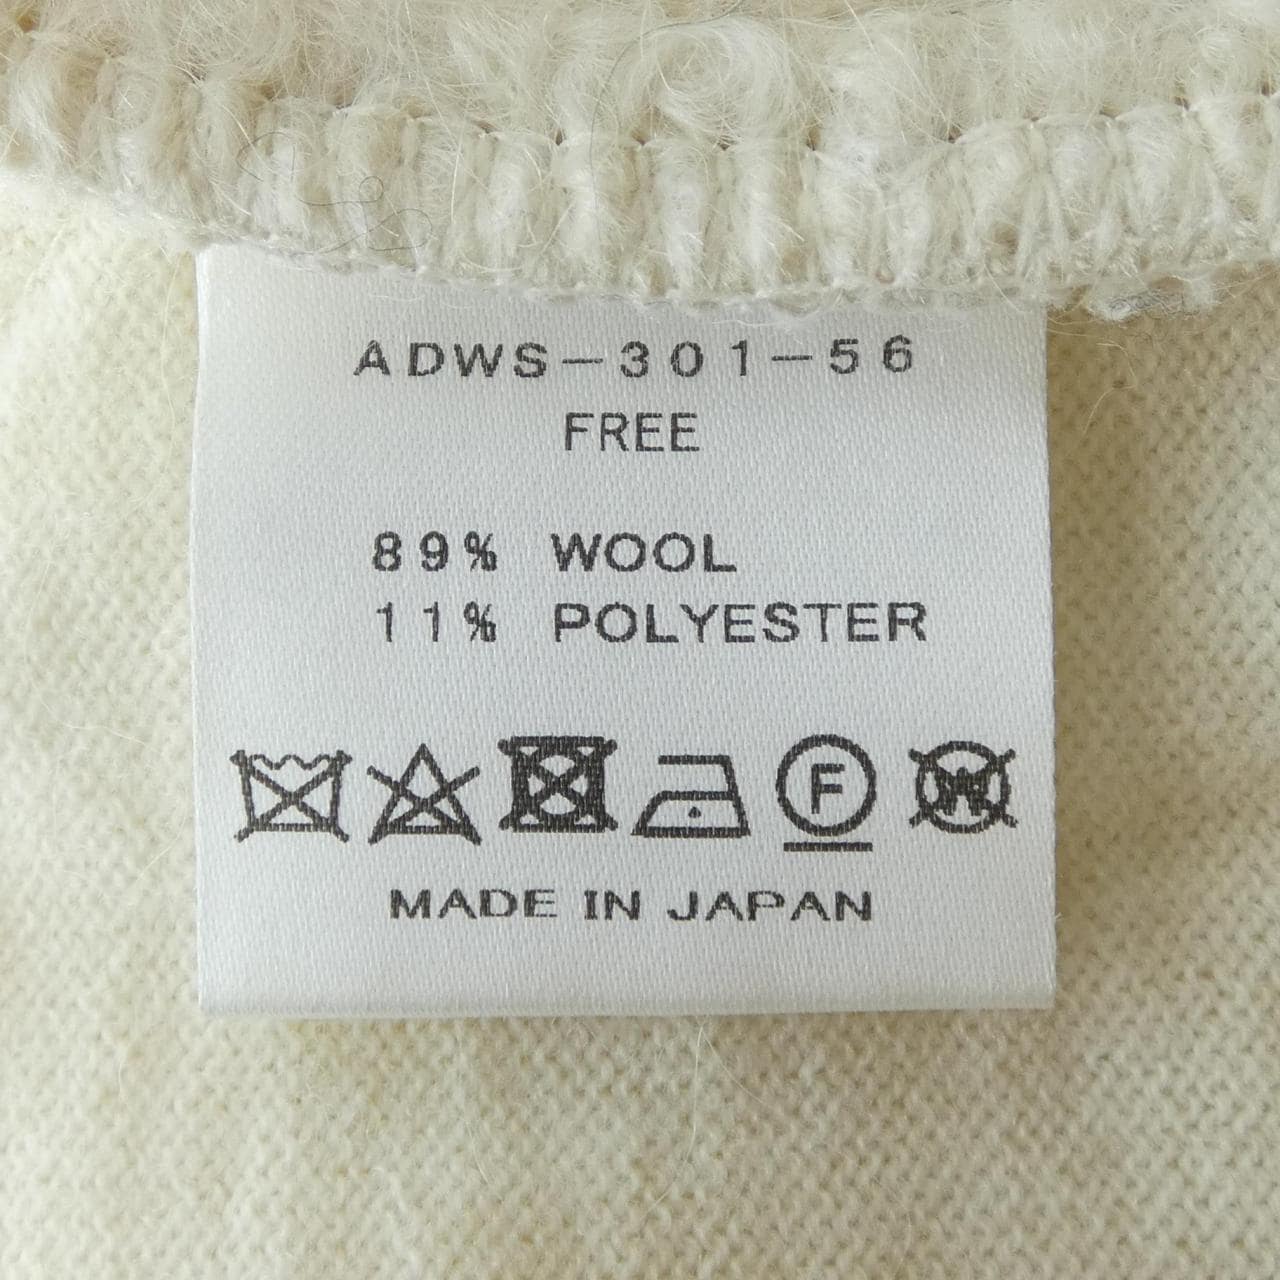 ADWS-301-56
FREE
89% WOOL
11% POLYESTER
F W
MADE IN JAPAN